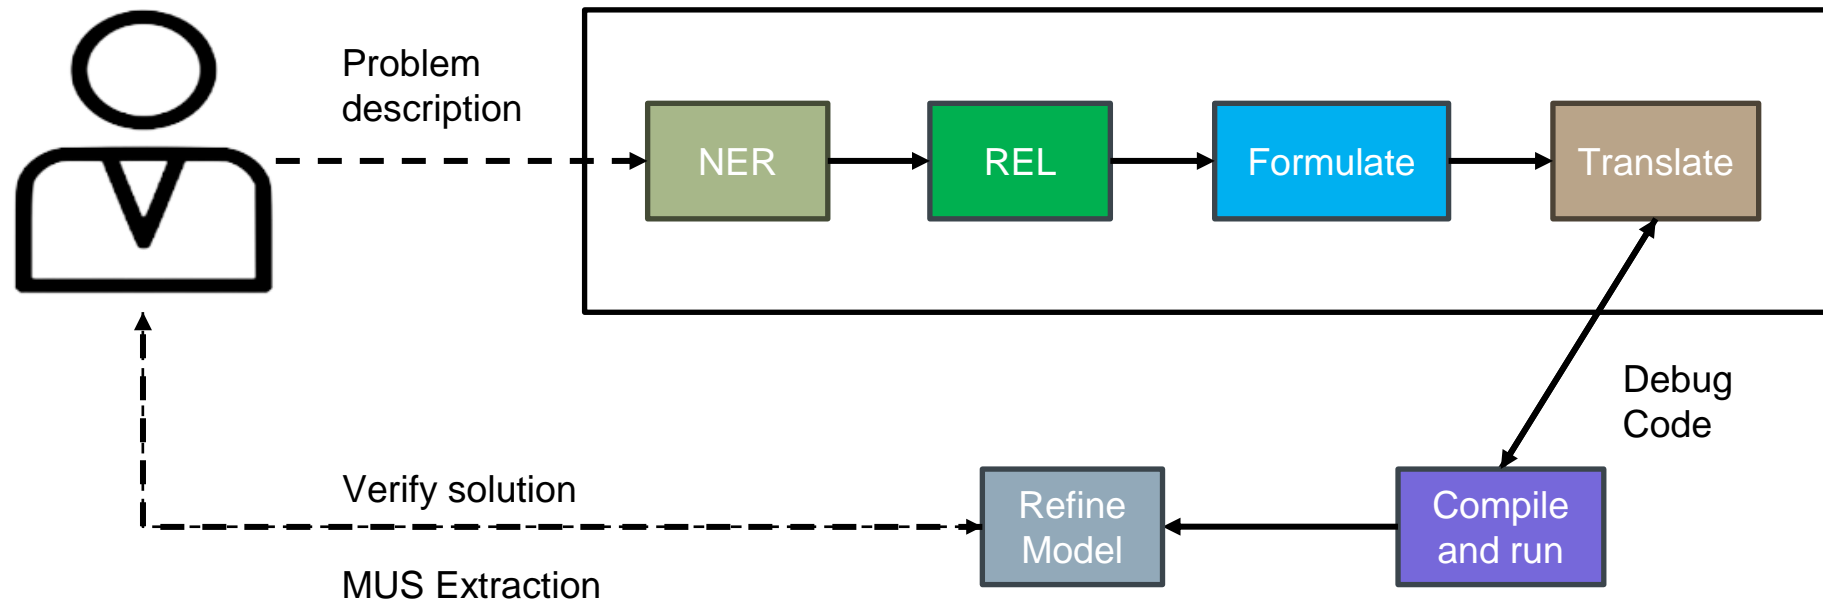 Problem
description
NER
REL
Formulate
Translate
Debug
Code
Verify solution
Refine
Model
Compile
and run
MUS Extraction